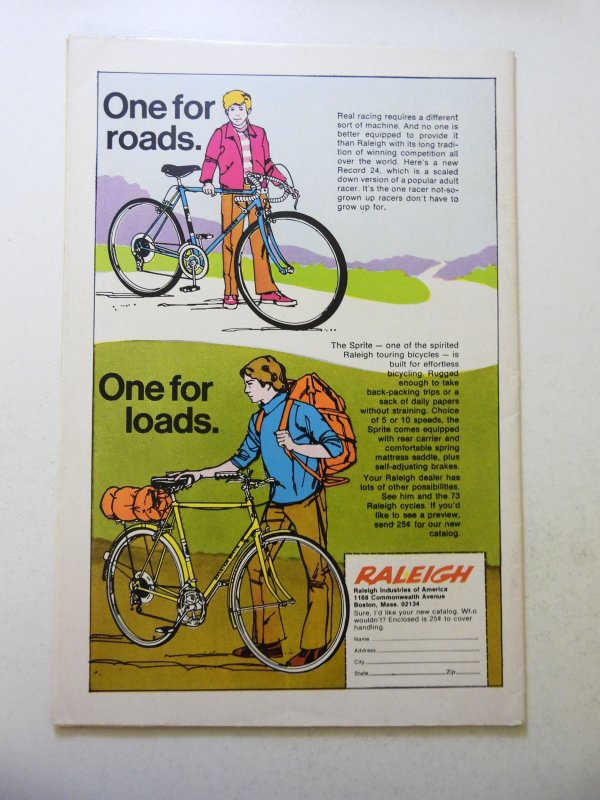 One for
roads.
Real racing requires a different
sort of machine. And no one is
better equipped to provide it
than Raleigh with its long tradi-
tion of winning competition all
over the world. Here's a new
Record 24, which is a scaled
down version of a popular adult
racer. It's the one racer not-so-
grown up racers don't have to
grow up for.
The Sprite — one of the spirited
Raleigh touring bicycles — is
built for effortless
bicycling. Rugged
enough to take
back-packing trips or a
sack of daily papers
without straining. Choice
of 5 or 10 speeds, the
Sprite comes equipped
with rear carrier and
comfortable spring
mattress saddle, plus
self-adjusting brakes.
Your Raleigh dealer has
lots of other possibilities.
See him and the 73
Raleigh cycles. If you'd
like to see a preview,
send 25¢ for our new
catalog.
One for
loads.
RALEIGH
Raleigh Industries of America
1168 Commonwealth Avenue
Boston, Mass. 02134
Sure, I'd like your new catalog. Who
wouldn't? Enclosed is 25¢ to cover
handling.
Name
Address
City
State Zip